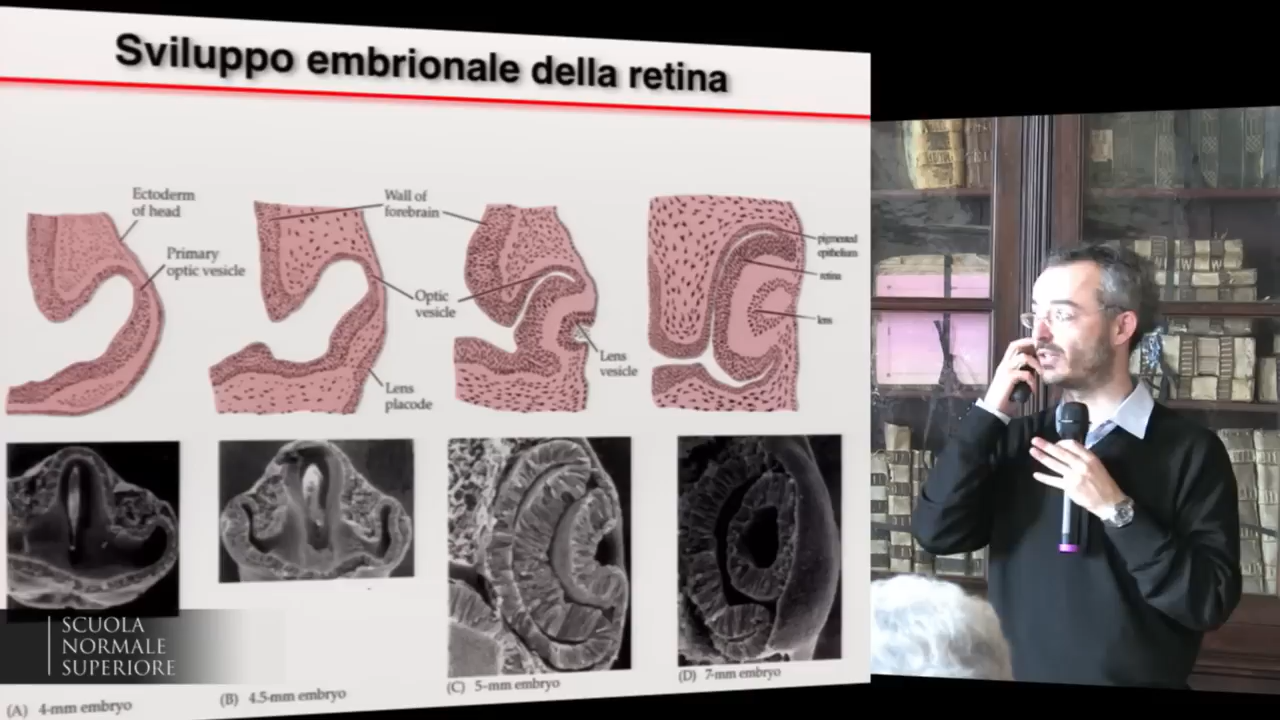 Sviluppo embrionale della retina
Ectoderm
of head
Primary
optic vesicle
Wall of
forebrain
Optic
vesicle
Lens
placode
Lens
vesicle
pigmented
epithelium
retina
lens
SCUOLA
NORMALE
SUPERIORE
(A) 4-mm embryo
(B) 4.5-mm embryo
(C) 5-mm embryo
(D) 7-mm embryo